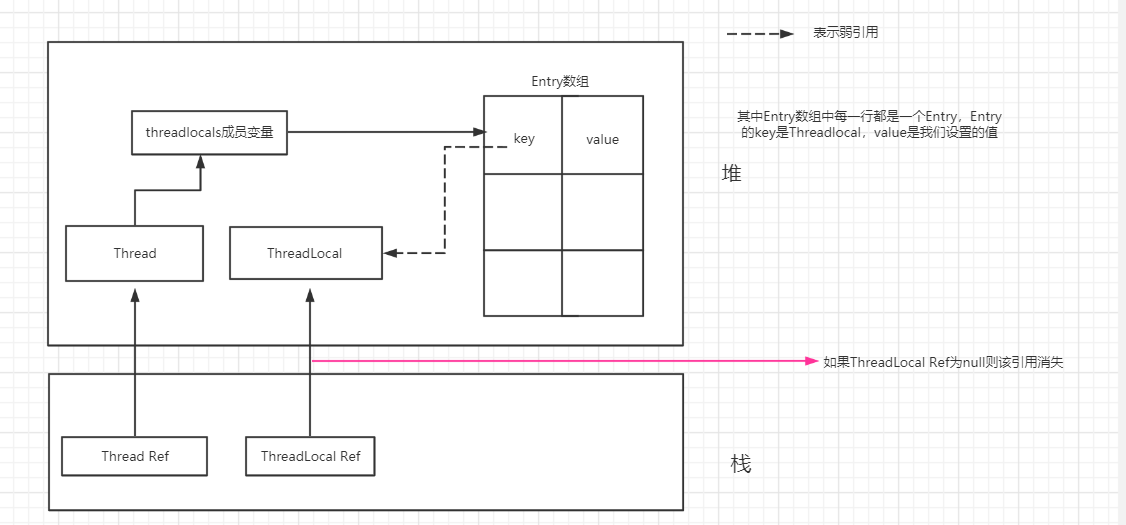 表示弱引用
Entry数组
其中Entry数组中每一行都是一个Entry，Entry
的key是Threadlocal，value是我们设置的值
threadlocals成员变量
key
value
堆
Thread
ThreadLocal
如果ThreadLocal Ref为null则该引用消失
Thread Ref
ThreadLocal Ref
栈